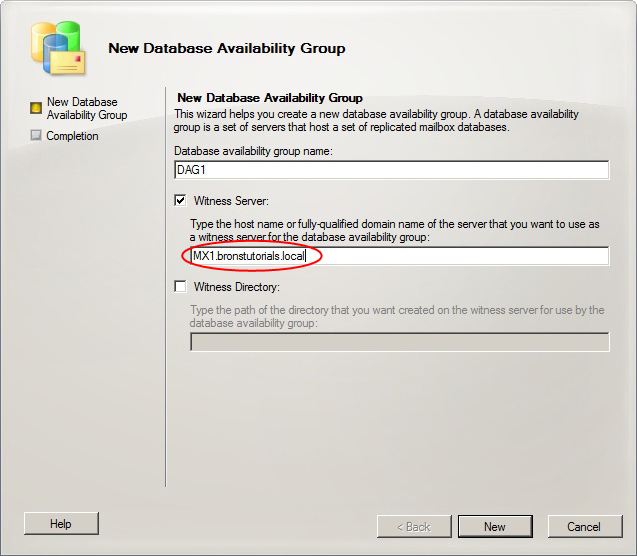 New Database Availability Group
New Database
Availability Group
Completion
New Database Availability Group
This wizard helps you create a new database availability group. A database availability
group is a set of servers that host a set of replicated mailbox databases.
Database availability group name:
DAG1
Witness Server:
Type the host name or fully-qualified domain name of the server that you want to use as
a witness server for the database availability group:
MX1.bronstutorials.local
Witness Directory:
Type the path of the directory that you want created on the witness server for use by the
database availability group:
Help
< Back
New
Cancel